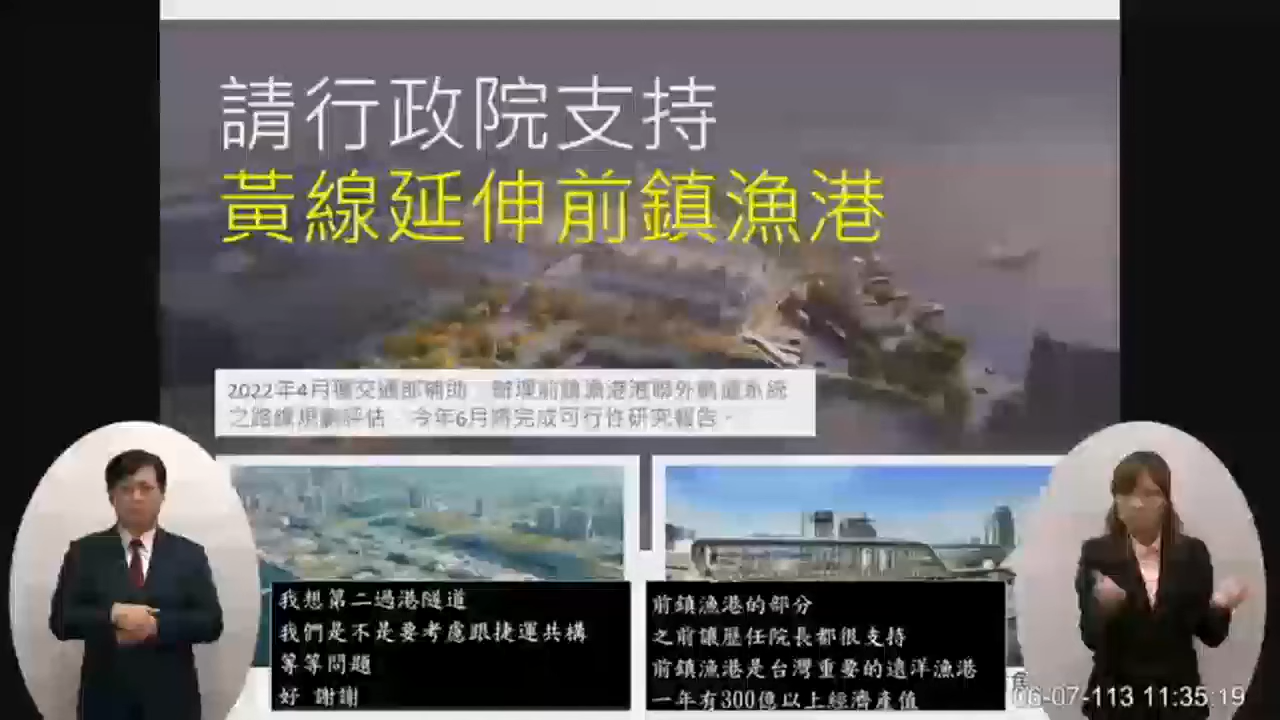 請行政院支持
黃線延伸前鎮漁港
2022年4月獲交通部補助 辦理前鎮漁港港聯外軌道系統
之路線規劃評估 今年6月將完成可行性研究報告。
我想第二過港隧道
我們是不是要考慮跟捷運共構
等等問題
好 謝謝
前鎮漁港的部分
之前讓歷任院長都很支持
前鎮漁港是台灣重要的遠洋漁港
一年有300億以上經濟產值
06-07-113 11:35:19